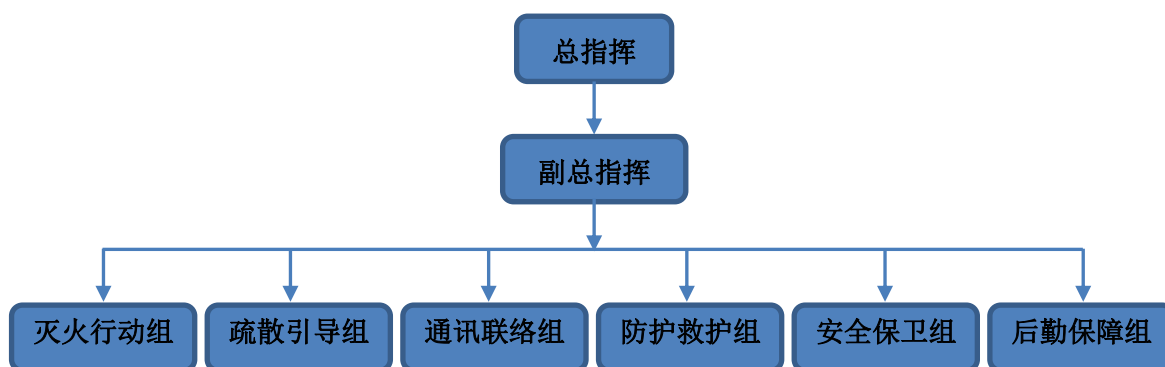 总指挥
副总指挥
灭火行动组
疏散引导组
通讯联络组
防护救护组
安全保卫组
后勤保障组